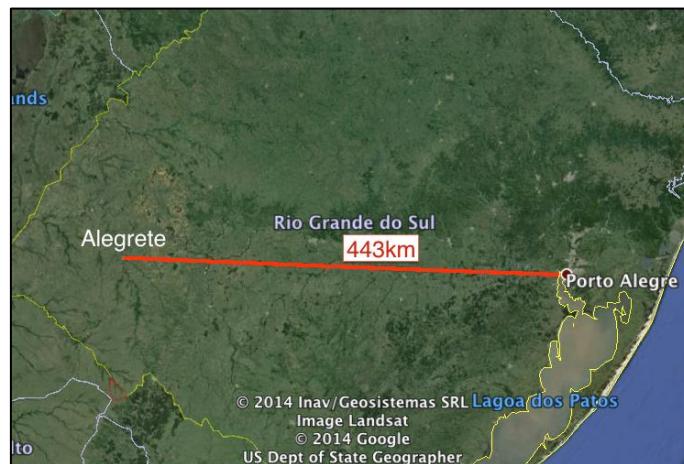 ands
Rio Grande do Sul
Alegrete
443km
Porto Alegre
© 2014 Inav/Geosistemas SRL
Lagoa dos Patos
Image Landsat
© 2014 Google
lto
US Dept of State Geographer